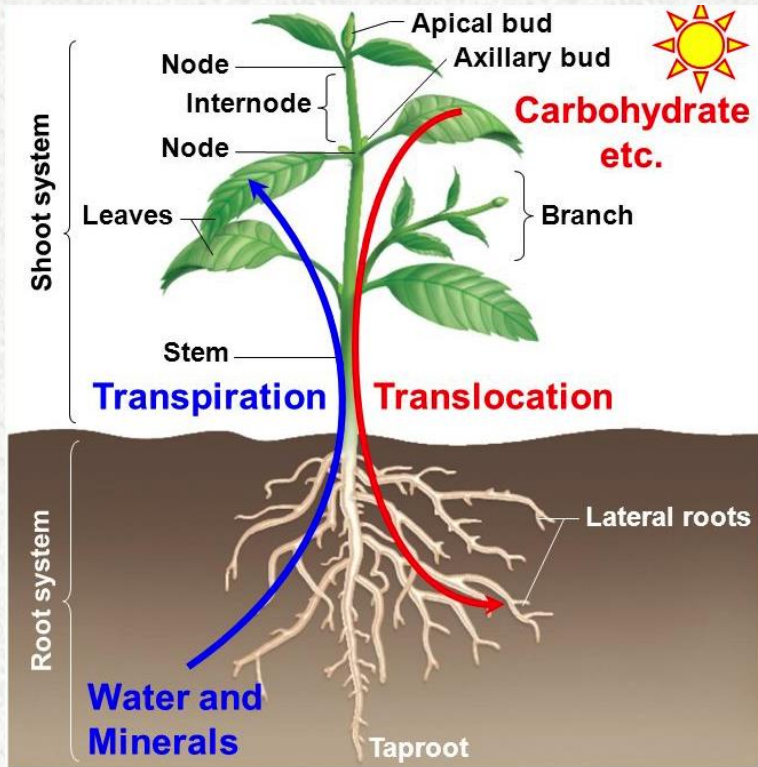 Apical bud
Node
Axillary bud
Internode
Carbohydrate
etc.
Node
Shoot system
Leaves
Branch
Stem
Transpiration
Translocation
Root system
Lateral roots
Water and
Minerals
Taproot